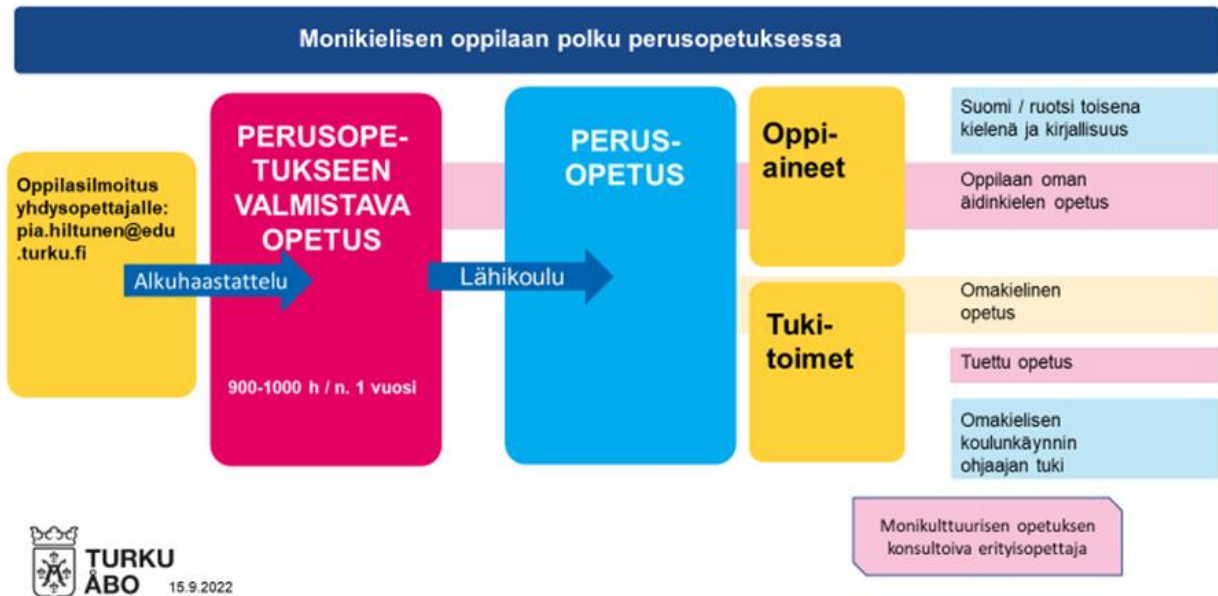 Monikielisen oppilaan polku perusopetuksessa
Oppilasilmoitus
yhdysopettajalle:
pia.hiltunen@edu
.turku.fi
Alkuhaastattelu
PERUSOPE-
TUKSEEN
VALMISTAVA
OPETUS
900-1000 h / n. 1 vuosi
Lähikoulu
PERUS-
OPETUS
Oppi-
aineet
Suomi / ruotsi toisena
kielenä ja kirjallisuus
Oppilaan oman
äidinkielen opetus
Tuki-
toimet
Omakielinen
opetus
Tuettu opetus
Omakielisen
koulunkäynnin
ohjaajan tuki
Monikulttuurisen opetuksen
konsultoiva erityisopettaja
TURKU
ÅBO
15.9.2022